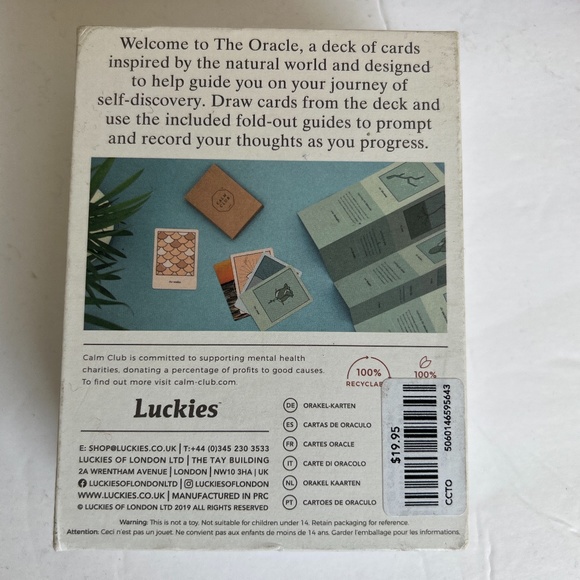 Welcome to The Oracle, a deck of cards
inspired by the natural world and designed
to help guide you on your journey of
self-discovery. Draw cards from the deck and
use the included fold-out guides to prompt
and record your thoughts as you progress.
CALM
CLUB
Calm Club is committed to supporting mental health
charities, donating a percentage of profits to good causes.
To find out more visit calm-club.com.
100%
RECYCLABLE
100%
Luckies™
E: SHOP@LUCKIES.CO.UK | T:+44 (0)345 230 3533
LUCKIES OF LONDON LTD | THE TAY BUILDING
2A WRENTHAM AVENUE | LONDON | NW10 3HA | UK
LUCKIESOFLONDONLTD | LUCKIESOFLONDON
WWW.LUCKIES.CO.UK | MANUFACTURED IN PRC
© LUCKIES OF LONDON LTD 2019 ALL RIGHTS RESERVED
DE ORAKEL-KARTEN
ES CARTAS DE ORACULO
FR CARTES ORACLE
IT CARTE DI ORACOLO
NL ORAKEL KAARTEN
PT CARTOES DE ORACULO
$19.95
5060146595643
CCTO
Warning: This is not a toy. Not suitable for children under 14. Retain packaging for reference.
Attention: Ceci n'est pas un jouet. Ne convient pas aux enfants de moins de 14 ans. Garder l'emballage pour les informations.